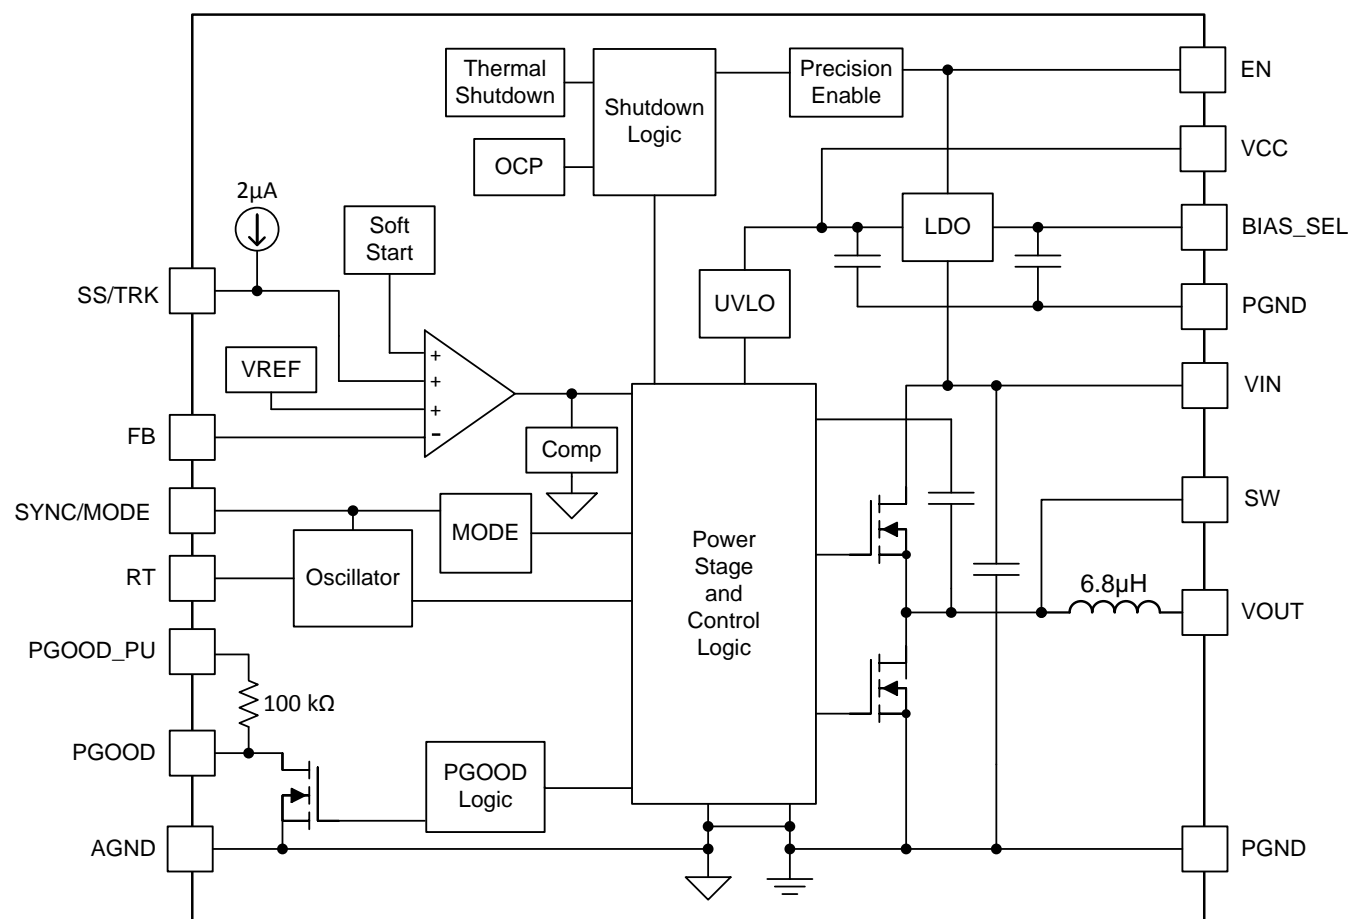 Thermal
Shutdown
Shutdown
Logic
Precision
Enable
EN
OCP
VCC
2µA
Soft
Start
LDO
BIAS_SEL
SS/TRK
UVLO
PGND
VREF
+
+
+
-
VIN
FB
Comp
SYNC/MODE
MODE
SW
RT
Oscillator
Power
Stage
and
Control
Logic
6.8µH
VOUT
PGOOD_PU
100 kΩ
PGOOD
PGOOD
Logic
AGND
PGND